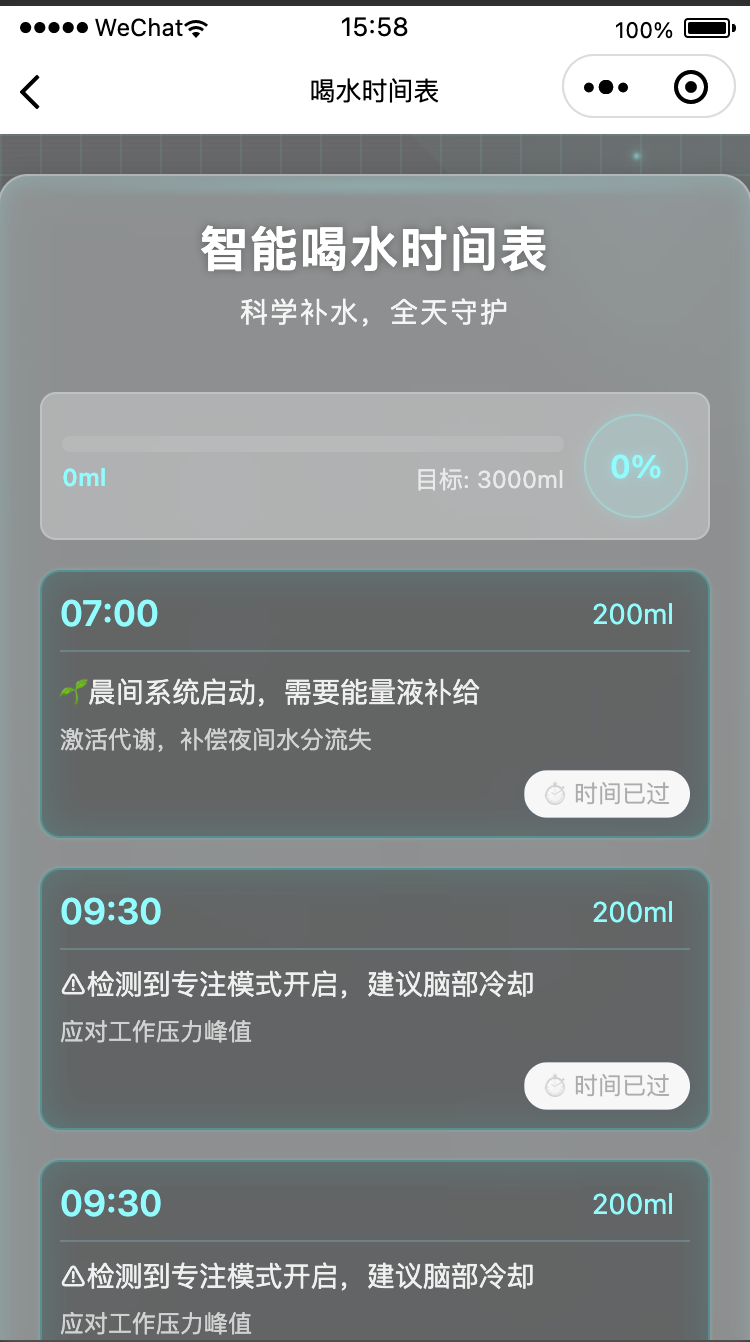 WeChat
15:58
100%
喝水时间表
智能喝水时间表
科学补水，全天守护
0ml
目标: 3000ml
0%
07:00
200ml
🌱晨间系统启动，需要能量液补给
激活代谢，补偿夜间水分流失
⏱ 时间已过
09:30
200ml
⚠检测到专注模式开启，建议脑部冷却
应对工作压力峰值
⏱ 时间已过
09:30
200ml
⚠检测到专注模式开启，建议脑部冷却
应对工作压力峰值